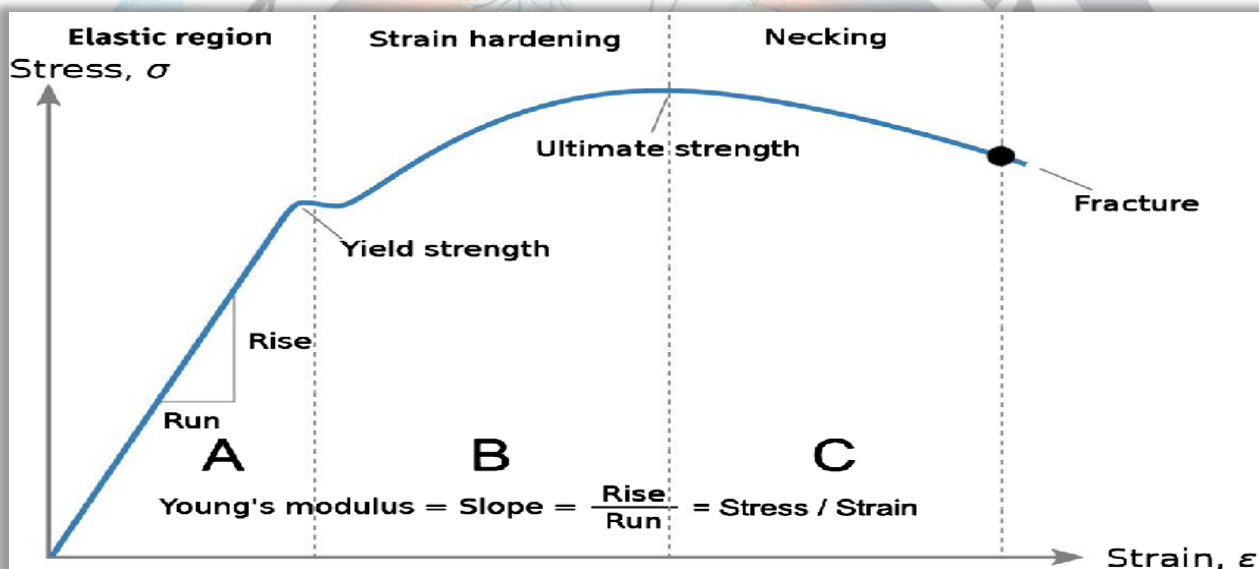 Elastic region
Strain hardening
Necking
Stress, σ
Ultimate strength
Fracture
Yield strength
Rise
Run
A
B
C
Young's modulus = Slope = Rise / Run = Stress / Strain
Strain, ε